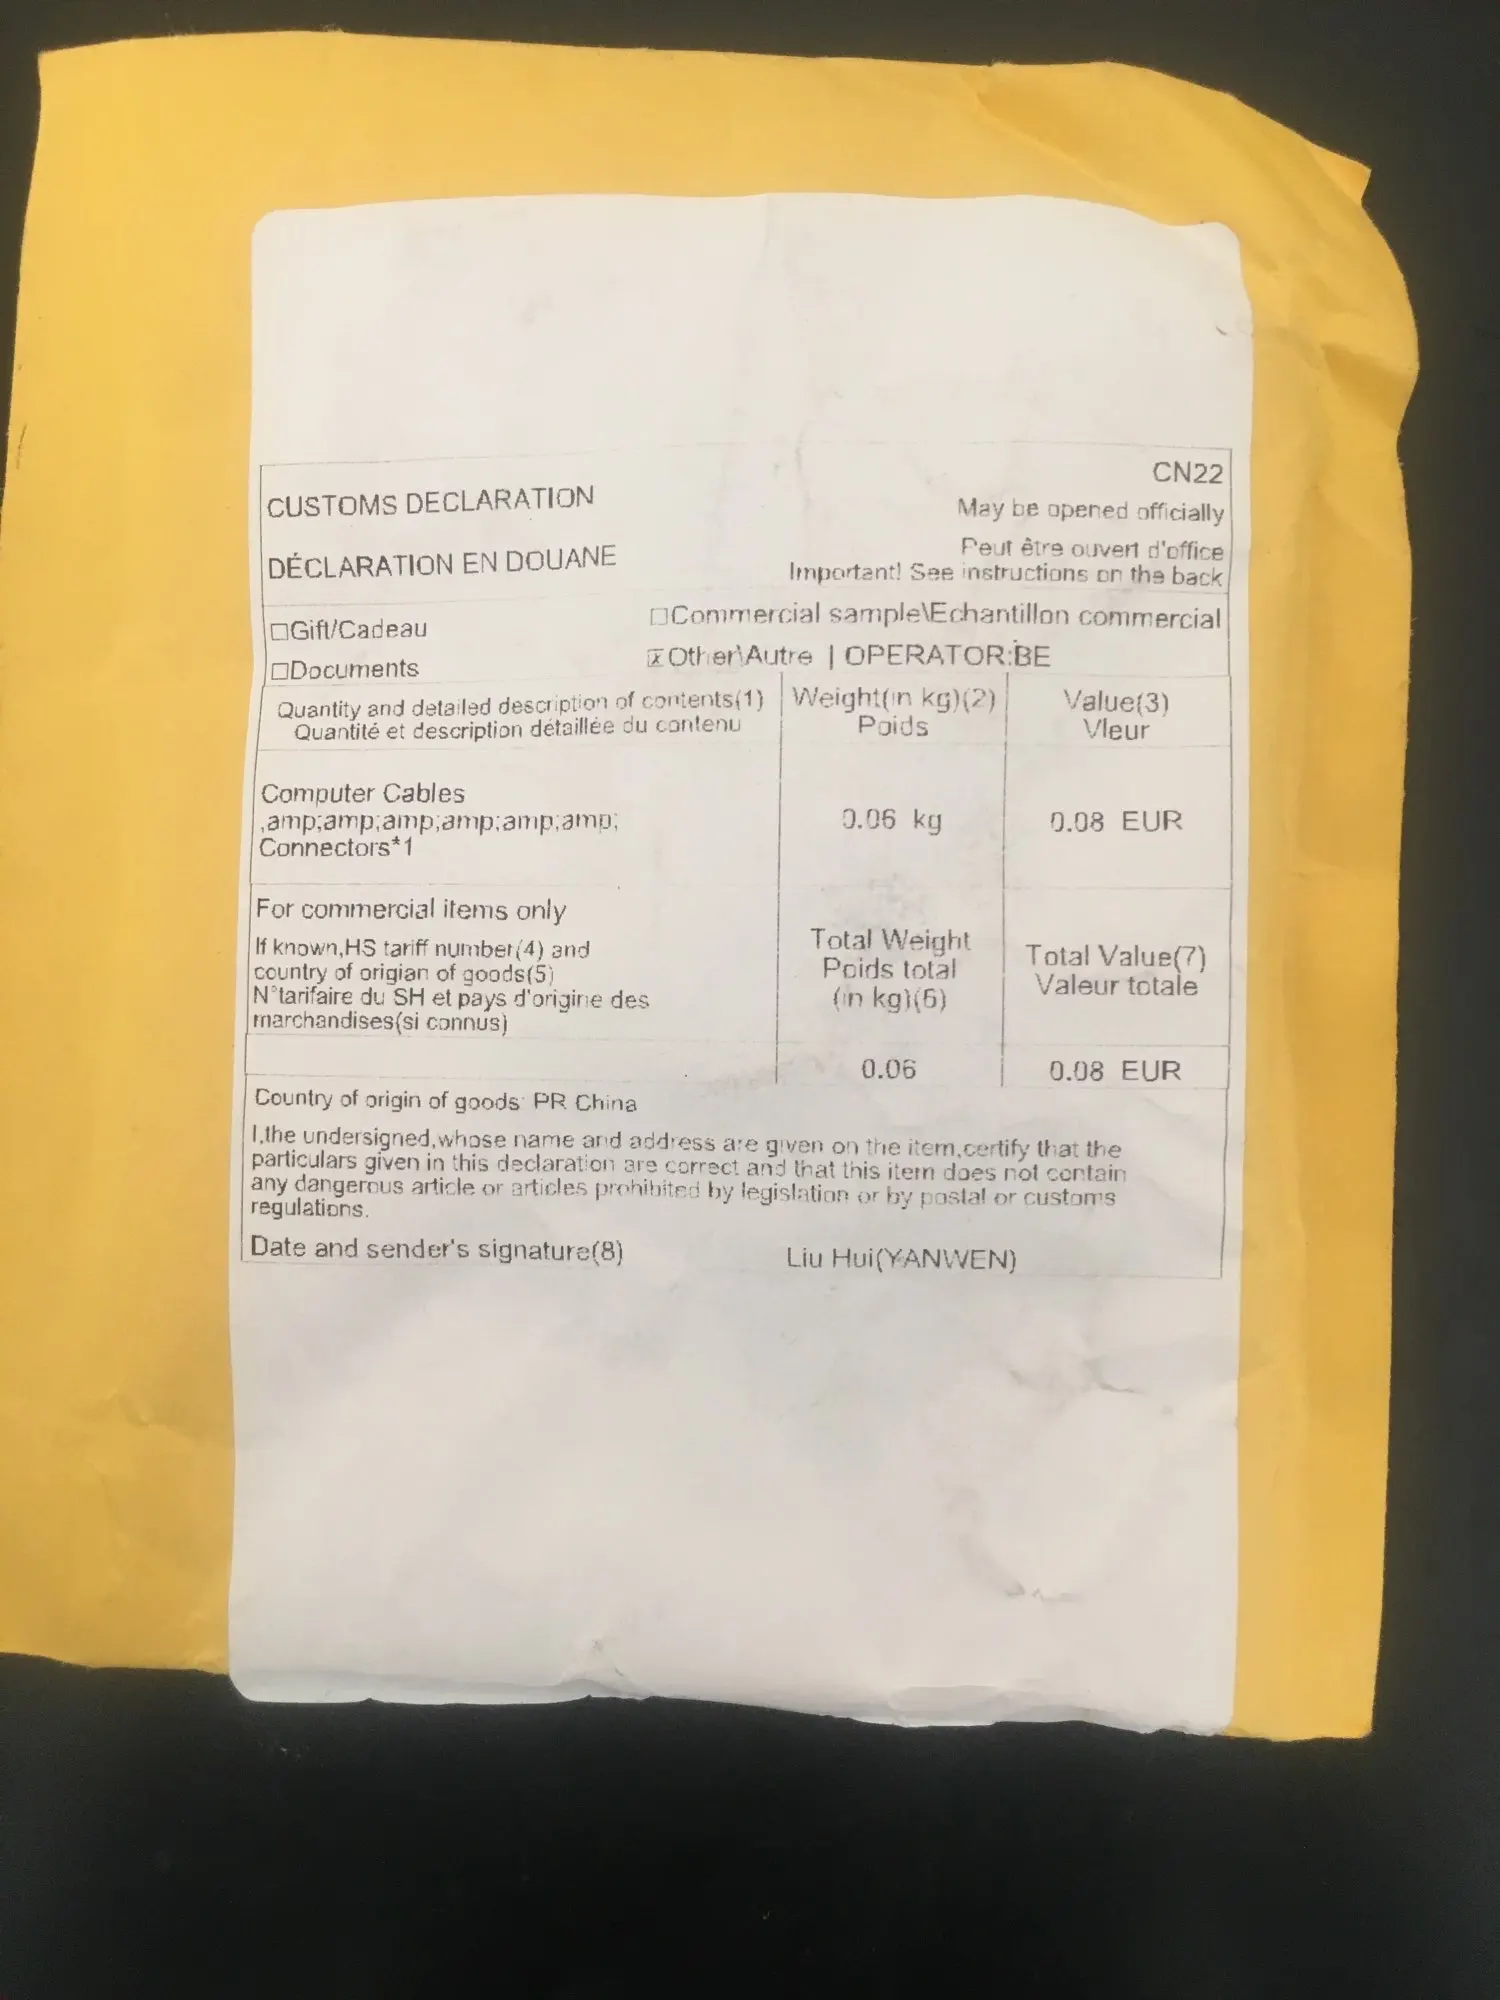 CN22
CUSTOMS DECLARATION
May be opened officially
DÉCLARATION EN DOUANE
Peut être ouvert d'office
Important! See instructions on the back
□Gift/Cadeau
□Commercial sample\Echantillon commercial
□Documents
☒Other\Autre | OPERATOR:BE
Quantity and detailed description of contents(1)
Quantité et description détaillée du contenu
Weight(in kg)(2)
Poids
Value(3)
Vleur
Computer Cables
,amp;amp;amp;amp;amp;amp;
Connectors*1
0.06 kg
0.08 EUR
For commercial items only
If known,HS tariff number(4) and
country of origian of goods(5)
N°tarifaire du SH et pays d'origine des
marchandises(si connus)
Total Weight
Poids total
(in kg)(6)
Total Value(7)
Valeur totale
0.06
0.08 EUR
Country of origin of goods: PR China
I,the undersigned,whose name and address are given on the item,certify that the
particulars given in this declaration are correct and that this item does not contain
any dangerous article or articles prohibited by legislation or by postal or customs
regulations.
Date and sender's signature(8)
Liu Hui(YANWEN)